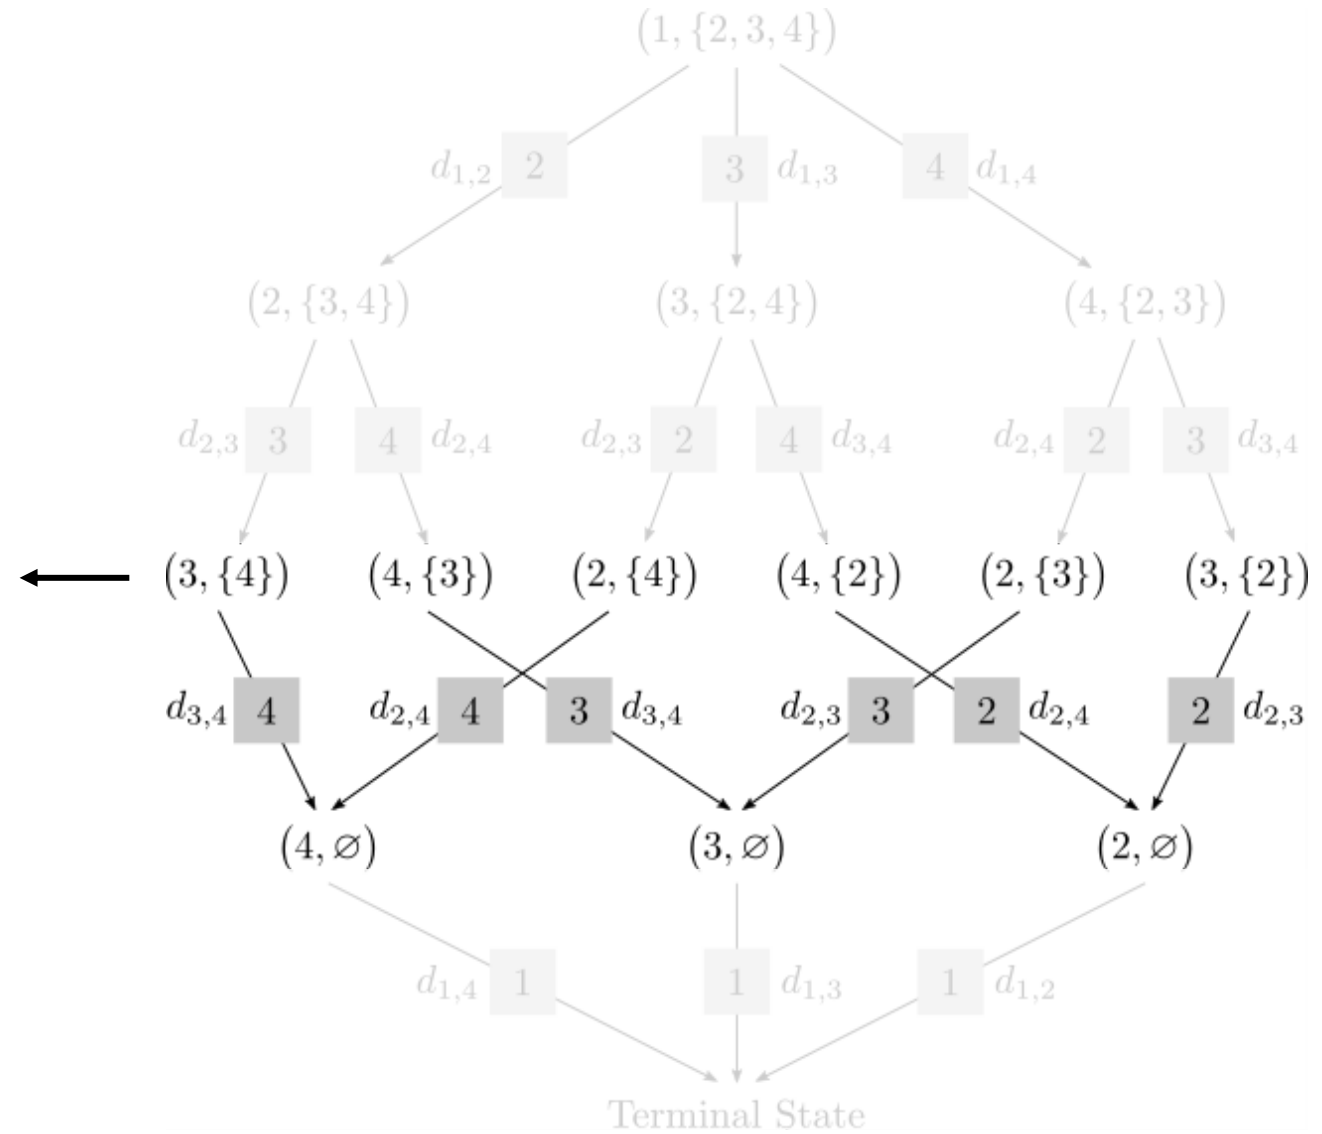 (1, {2, 3, 4})
d₁,₂ 2 3 d₁,₃ 4 d₁,₄
(2, {3, 4}) (3, {2, 4}) (4, {2, 3})
d₂,₃ 3 4 d₂,₄ d₂,₃ 2 4 d₃,₄ d₂,₄ 2 3 d₃,₄
(3, {4}) (4, {3}) (2, {4}) (4, {2}) (2, {3}) (3, {2})
d₃,₄ 4 d₂,₄ 4 3 d₃,₄ d₂,₃ 3 2 d₂,₄ 2 d₂,₃
(4, ∅) (3, ∅) (2, ∅)
d₁,₄ 1 1 d₁,₃ 1 d₁,₂
Terminal State